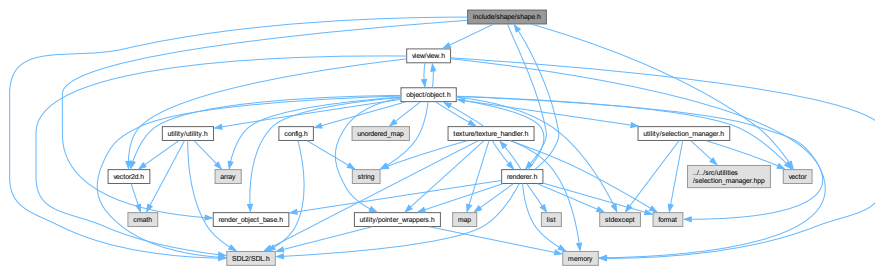 include/shape/shape.h
view/view.h
object/object.h
utility/utility.h
config.h
unordered_map
texture/texture_handler.h
utility/selection_manager.h
vector2d.h
array
string
renderer.h
../../src/utilities
/selection_manager.hpp
vector
cmath
render_object_base.h
utility/pointer_wrappers.h
map
list
stdexcept
format
SDL2/SDL.h
memory